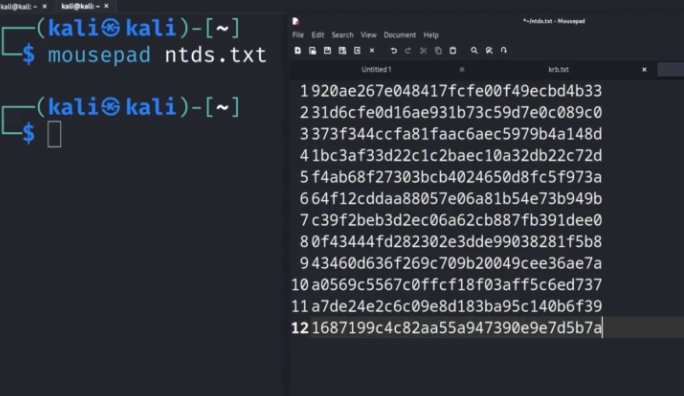 kali@kali: ~
kali@kali: ~
(kali㉿kali)-[~]
$ mousepad ntds.txt
(kali㉿kali)-[~]
$
*~/ntds.txt - Mousepad
File Edit Search View Document Help
Untitled 1
krb.txt
1 920ae267e048417fcfe00f49ecbd4b33
2 31d6cfe0d16ae931b73c59d7e0c089c0
3 373f344ccfa81faac6aec5979b4a148d
4 1bc3af33d22c1c2baec10a32db22c72d
5 f4ab68f27303bcb4024650d8fc5f973a
6 64f12cddaa88057e06a81b54e73b949b
7 c39f2beb3d2ec06a62cb887fb391dee0
8 0f43444fd282302e3dde99038281f5b8
9 43460d636f269c709b20049cee36ae7a
10 a0569c5567c0ffcf18f03aff5c6ed737
11 a7de24e2c6c09e8d183ba95c140b6f39
12 1687199c4c82aa55a947390e9e7d5b7a